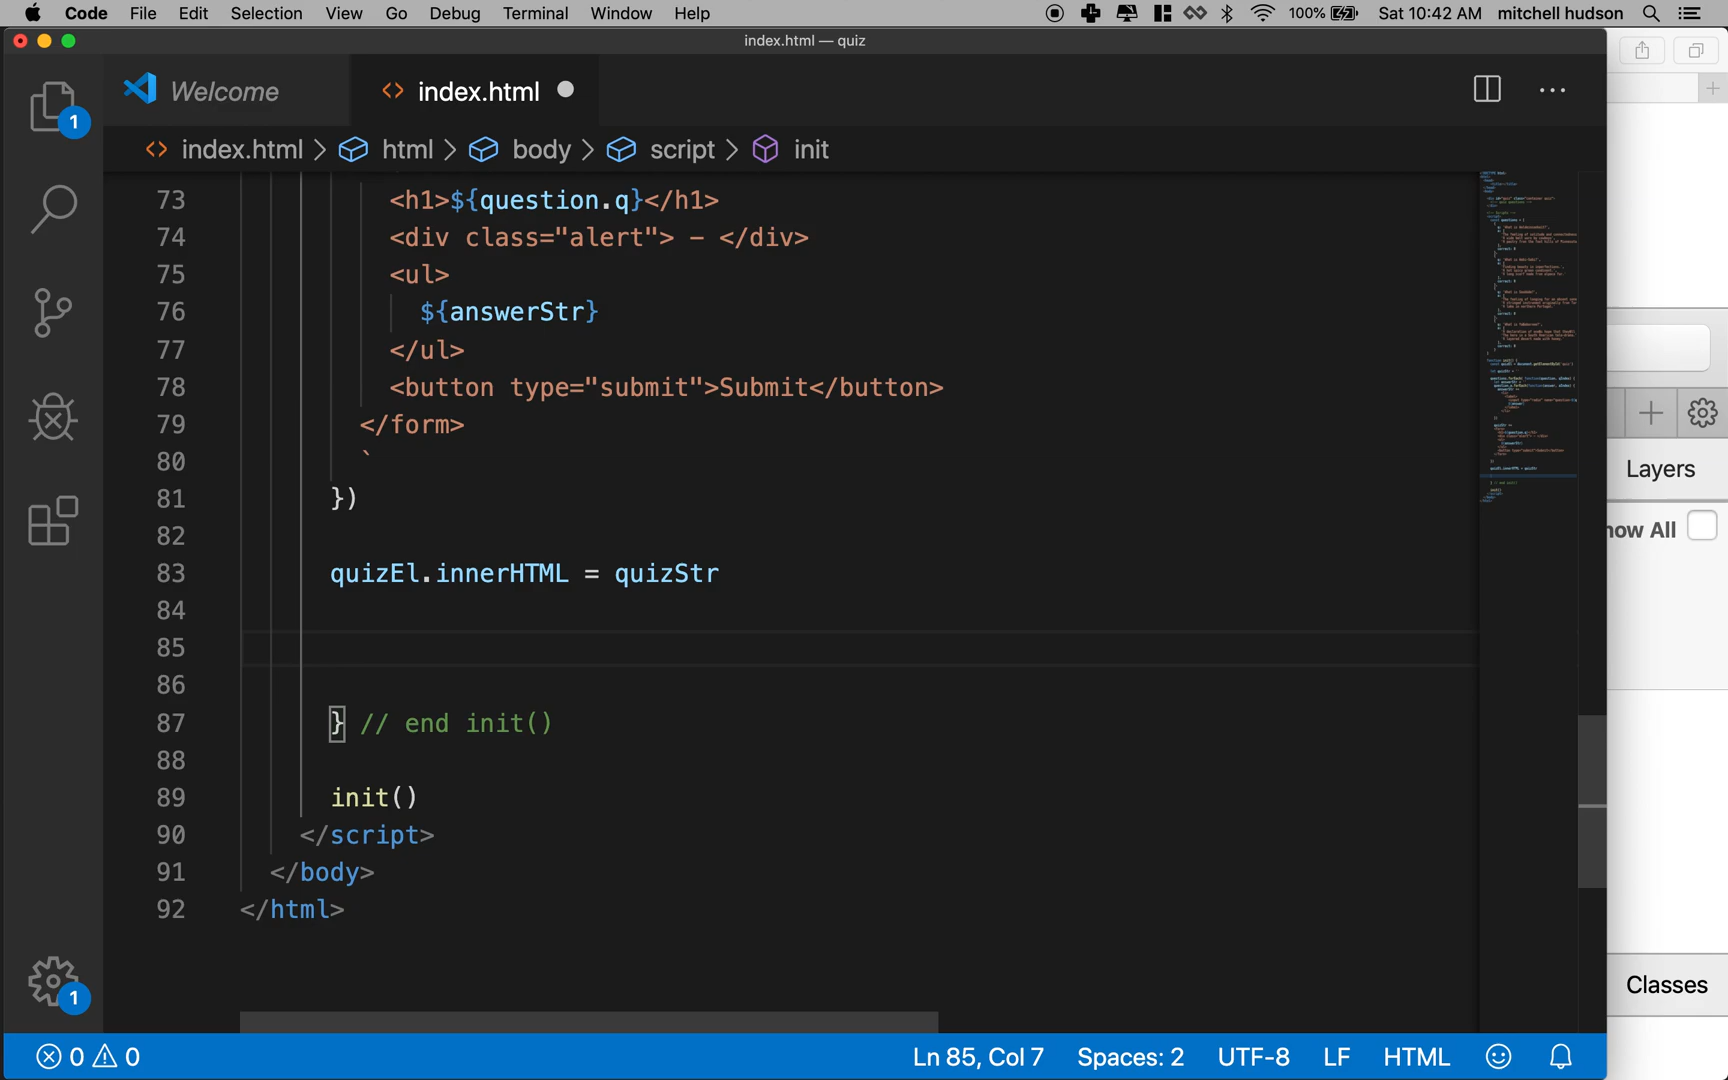 Code File Edit Selection View Go Debug Terminal Window Help 100% Sat 10:42 AM mitchell hudson
index.html — quiz
Welcome index.html
index.html > html > body > script > init
1
73 <h1>${question.q}</h1>
74 <div class="alert"> – </div>
75 <ul>
76 ${answerStr}
77 </ul>
78 <button type="submit">Submit</button>
79 </form>
80 `
81 })
82
83 quizEl.innerHTML = quizStr
84
85
86
87 } // end init()
88
89 init()
90 </script>
91 </body>
92 </html>
1
Layers
how All
Classes
0 0 Ln 85, Col 7 Spaces: 2 UTF-8 LF HTML